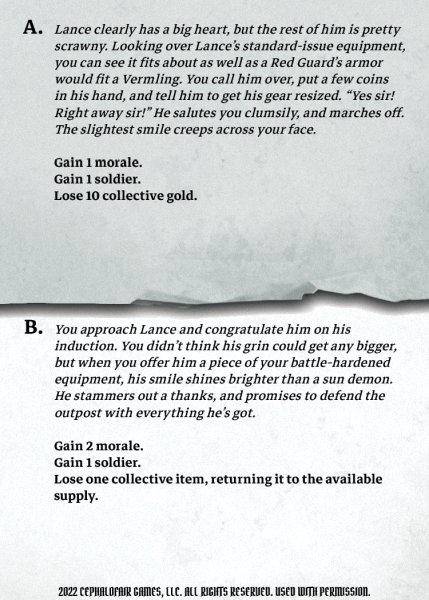 A. Lance clearly has a big heart, but the rest of him is pretty
scrawny. Looking over Lance's standard-issue equipment,
you can see it fits about as well as a Red Guard's armor
would fit a Vermling. You call him over, put a few coins
in his hand, and tell him to get his gear resized. “Yes sir!
Right away sir!” He salutes you clumsily, and marches off.
The slightest smile creeps across your face.
Gain 1 morale.
Gain 1 soldier.
Lose 10 collective gold.
B. You approach Lance and congratulate him on his
induction. You didn't think his grin could get any bigger,
but when you offer him a piece of your battle-hardened
equipment, his smile shines brighter than a sun demon.
He stammers out a thanks, and promises to defend the
outpost with everything he's got.
Gain 2 morale.
Gain 1 soldier.
Lose one collective item, returning it to the available
supply.
2022 CEPHALOFAIR GAMES, LLC. ALL RIGHTS RESERVED. USED WITH PERMISSION.